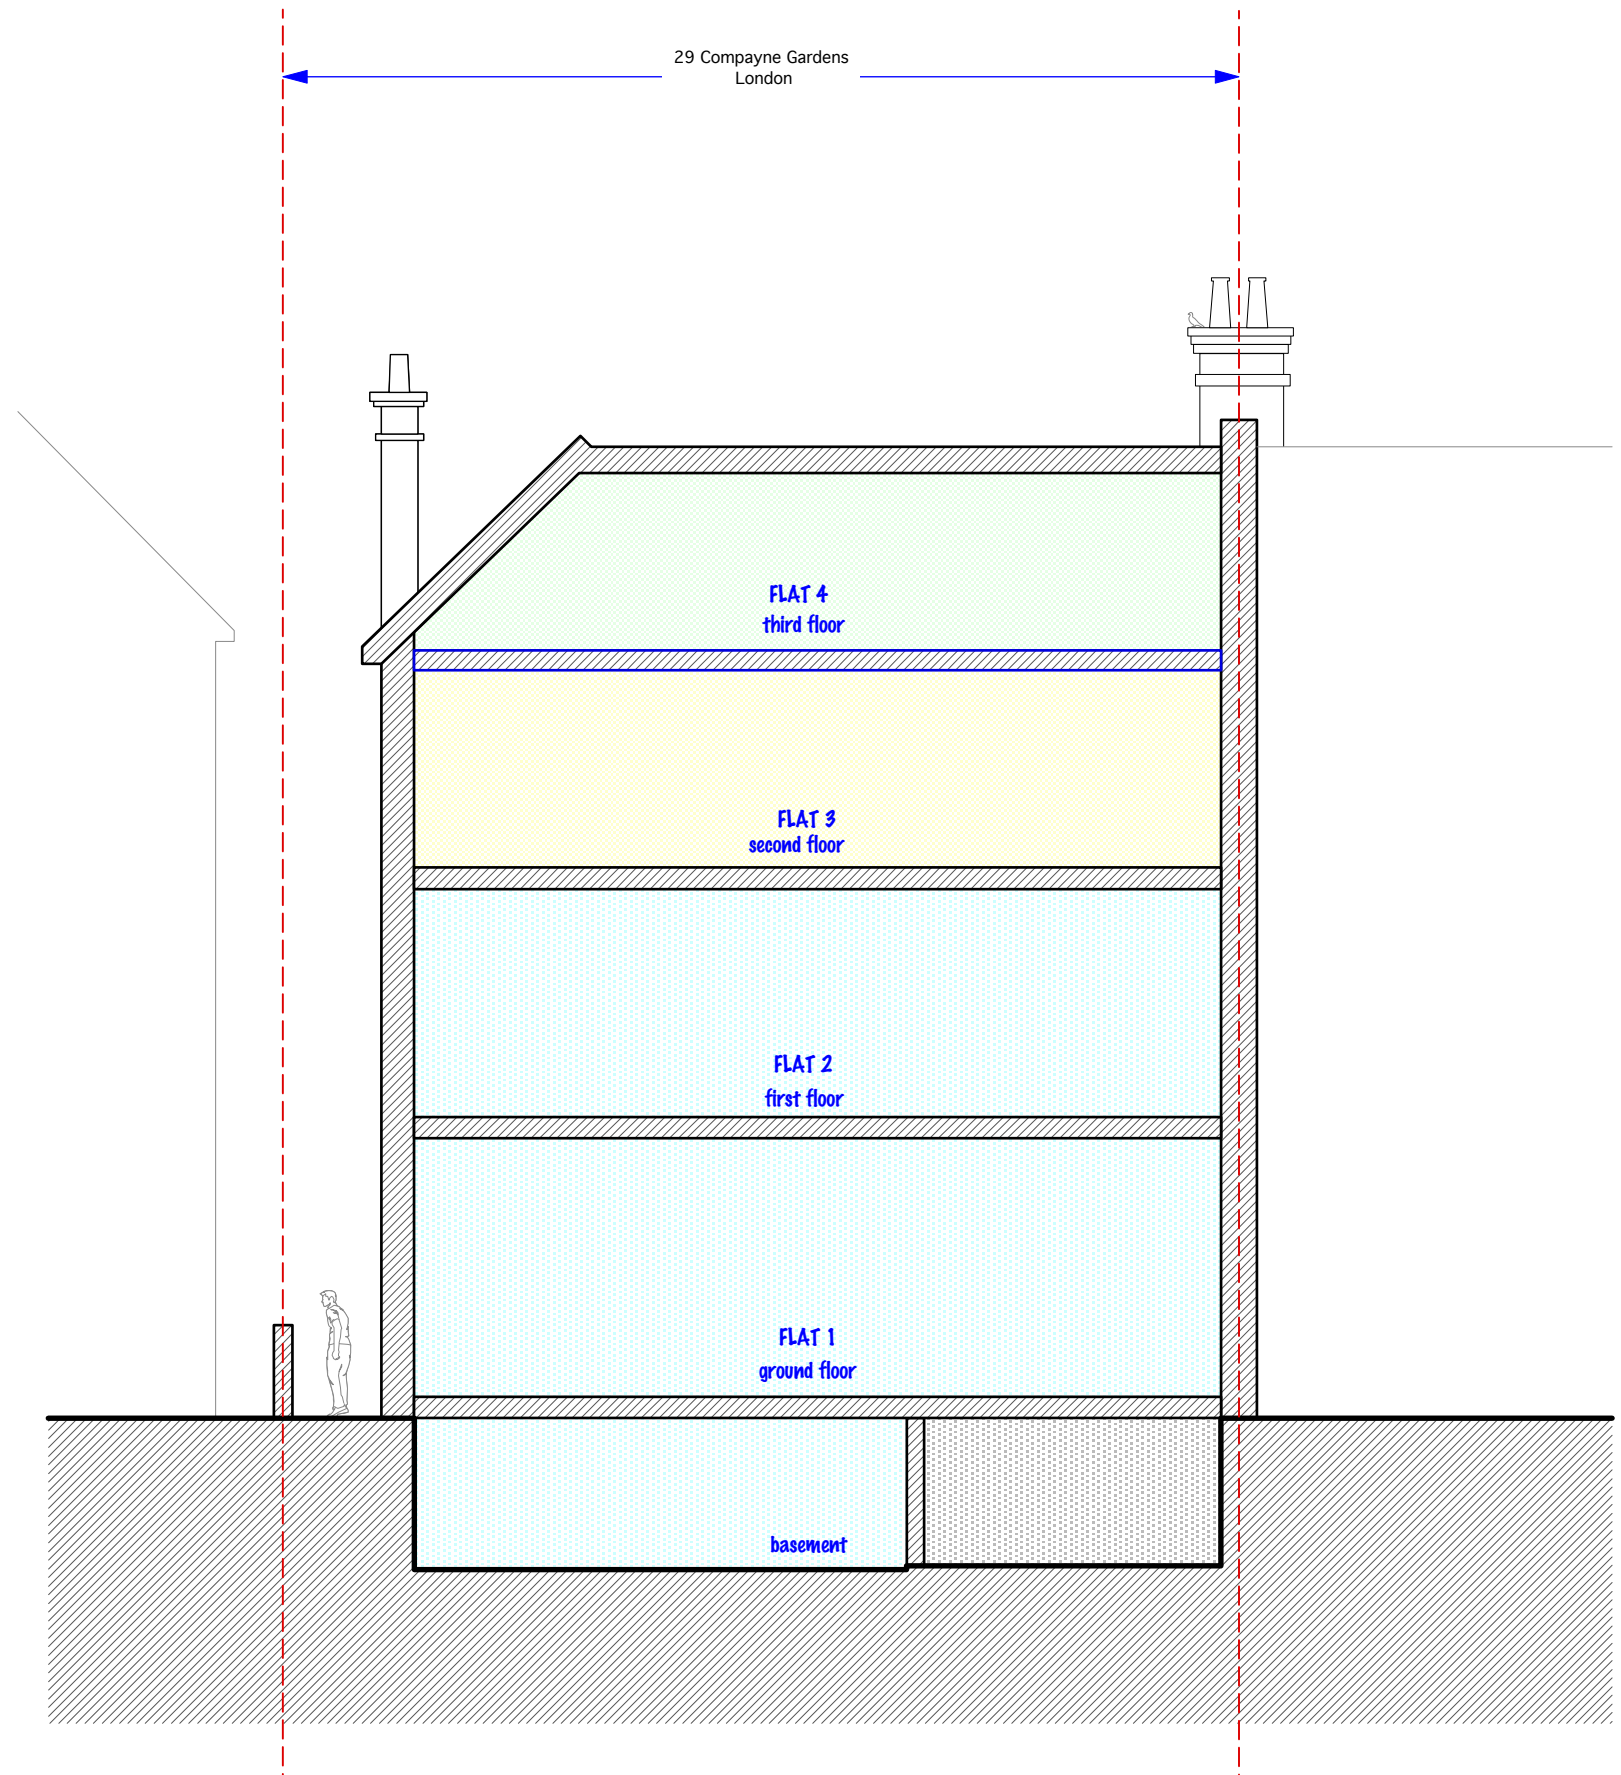 29 Compayne Gardens
London
FLAT 4
third floor
FLAT 3
second floor
FLAT 2
first floor
FLAT 1
ground floor
basement